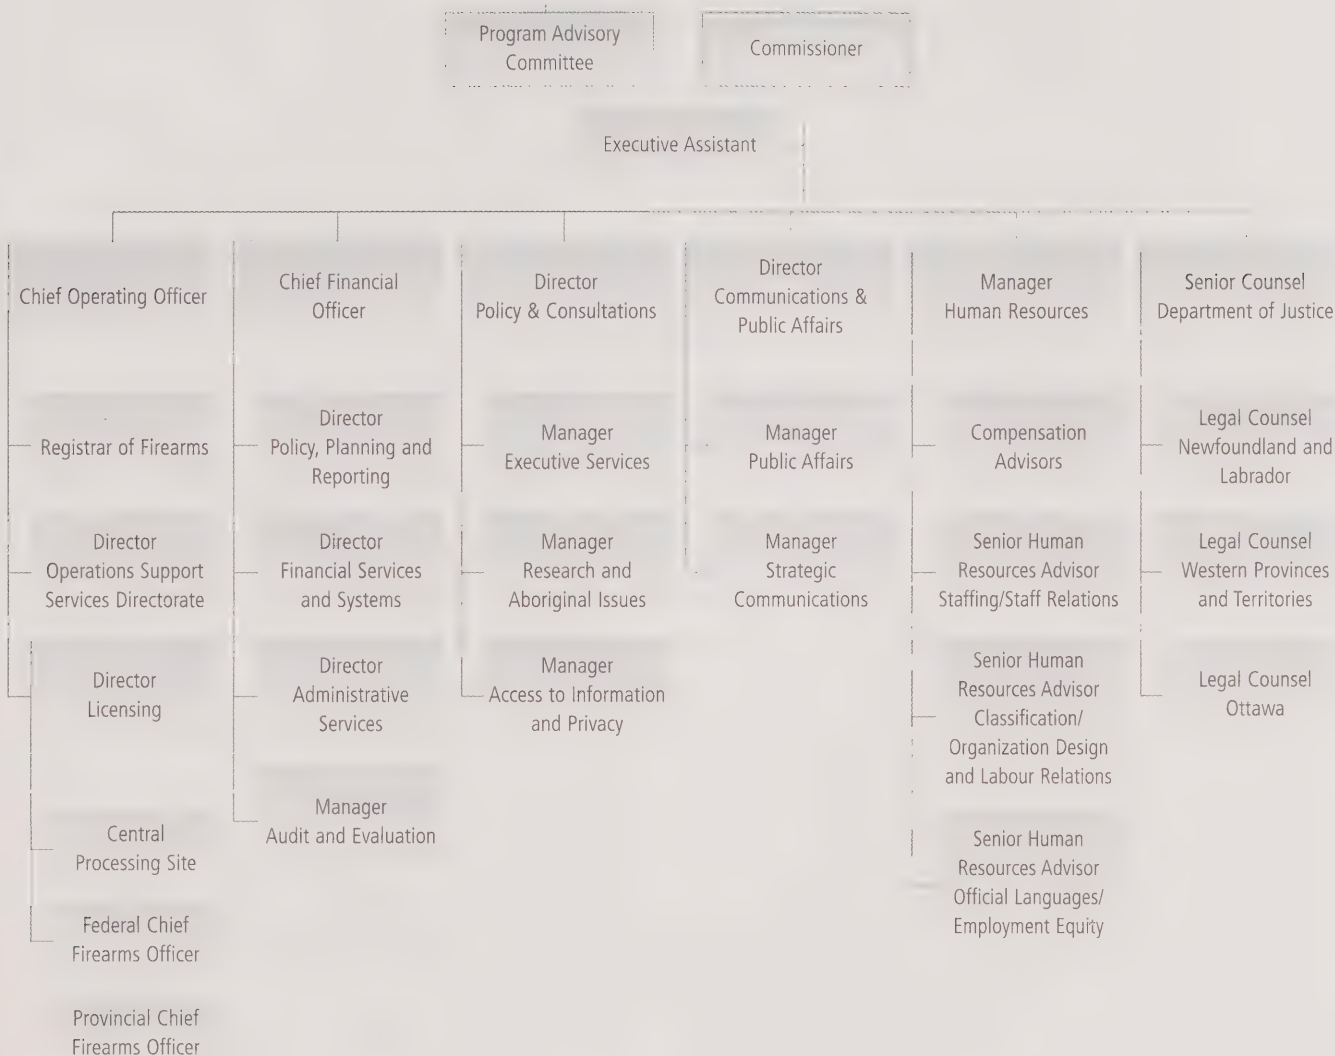 Program Advisory
Committee
Commissioner
Executive Assistant
Chief Operating Officer
Registrar of Firearms
Director
Operations Support
Services Directorate
Director
Licensing
Central
Processing Site
Federal Chief
Firearms Officer
Provincial Chief
Firearms Officer
Chief Financial
Officer
Director
Policy, Planning and
Reporting
Director
Financial Services
and Systems
Director
Administrative
Services
Manager
Audit and Evaluation
Director
Policy & Consultations
Manager
Executive Services
Manager
Research and
Aboriginal Issues
Manager
Access to Information
and Privacy
Director
Communications &
Public Affairs
Manager
Public Affairs
Manager
Strategic
Communications
Manager
Human Resources
Compensation
Advisors
Senior Human
Resources Advisor
Staffing/Staff Relations
Senior Human
Resources Advisor
Classification/
Organization Design
and Labour Relations
Senior Human
Resources Advisor
Official Languages/
Employment Equity
Senior Counsel
Department of Justice
Legal Counsel
Newfoundland and
Labrador
Legal Counsel
Western Provinces
and Territories
Legal Counsel
Ottawa